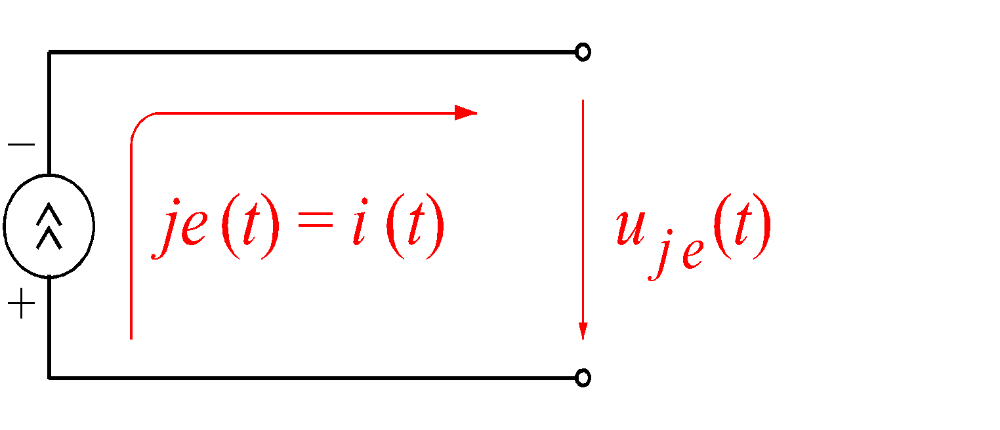 −
je(t) = i(t)
u_je(t)
+